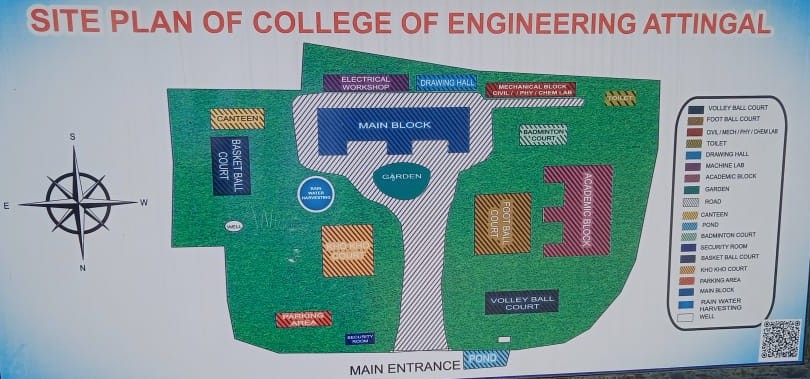 SITE PLAN OF COLLEGE OF ENGINEERING ATTINGAL
ELECTRICAL
WORKSHOP
DRAWING HALL
MECHANICAL BLOCK
CIVIL / / PHY / CHEM LAB
TOILET
CANTEEN
MAIN BLOCK
BADMINTON
COURT
BASKET BALL
COURT
GARDEN
RAIN
WATER
HARVESTING
WELL
FOOT BALL
COURT
ACADEMIC BLOCK
KHO KHO
COURT
VOLLEY BALL
COURT
PARKING
AREA
SECURITY
ROOM
MAIN ENTRANCE
POND
S
E
W
N
VOLLEY BALL COURT
FOOT BALL COURT
CIVIL / MECH / PHY / CHEM LAB
TOILET
DRAWING HALL
MACHINE LAB
ACADEMIC BLOCK
GARDEN
ROAD
CANTEEN
POND
BADMINTON COURT
SECURITY ROOM
BASKET BALL COURT
KHO KHO COURT
PARKING AREA
MAIN BLOCK
RAIN WATER
HARVESTING
WELL